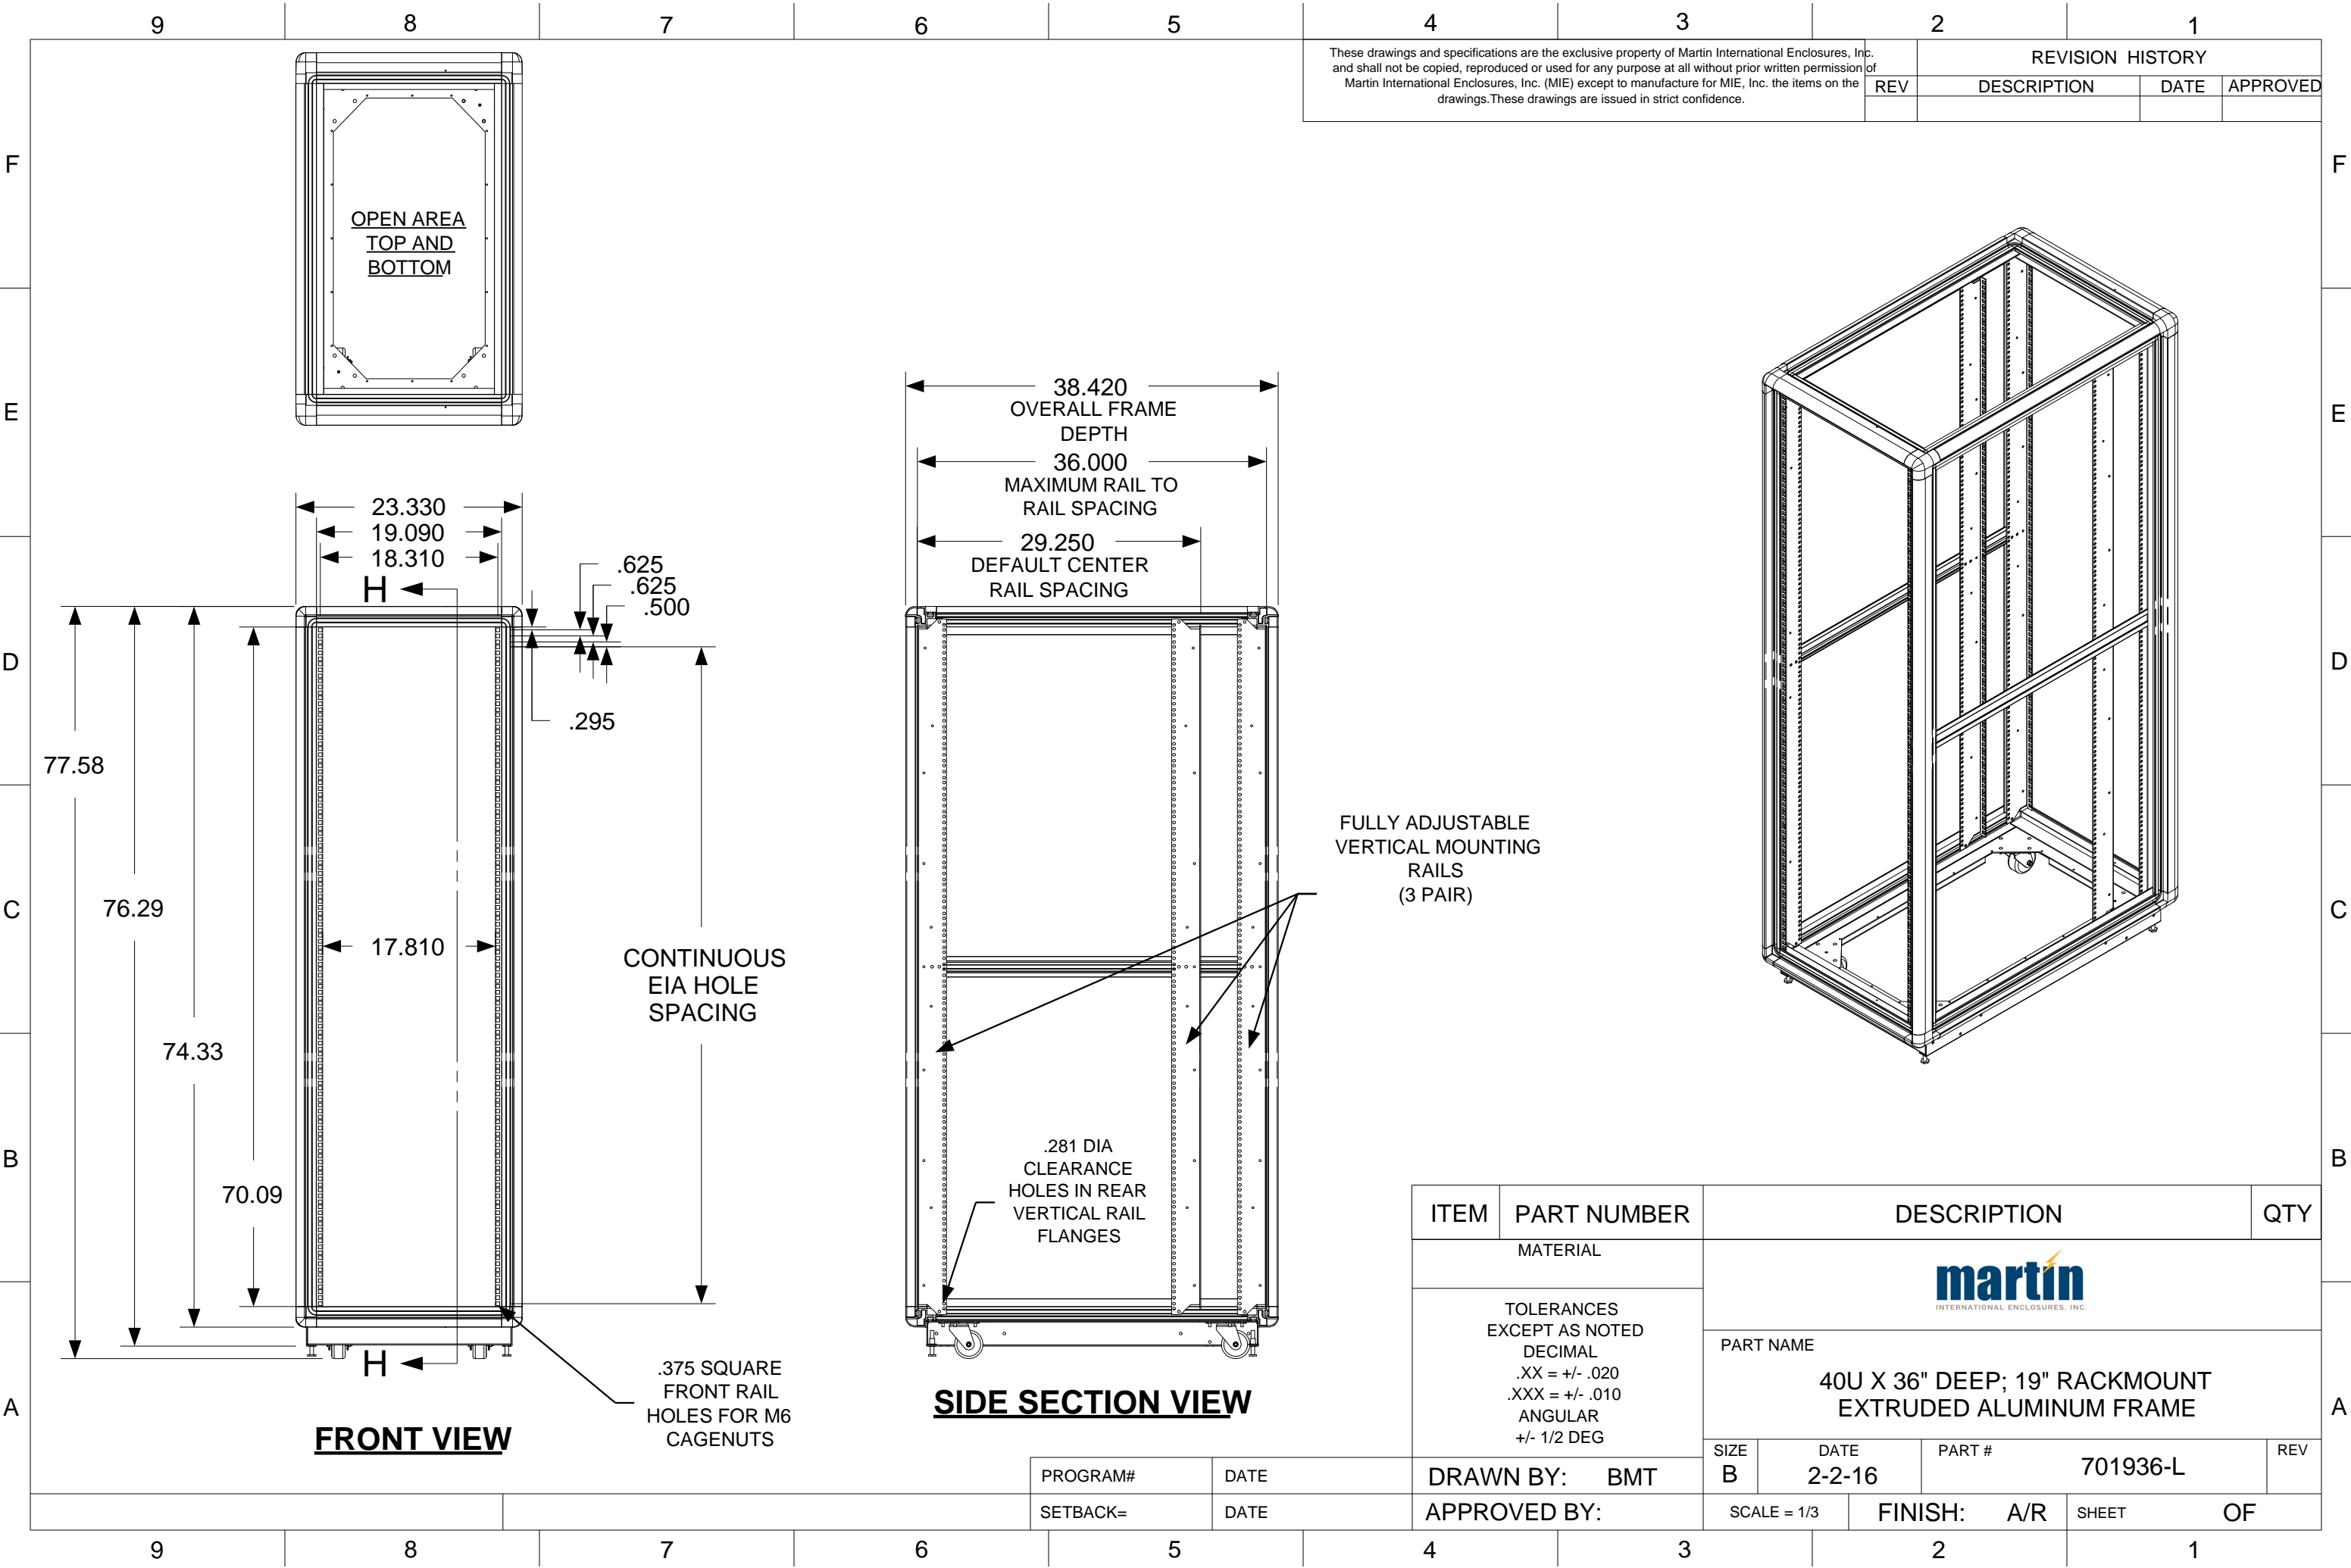 9 8 7 6 5 4 3 2 1
These drawings and specifications are the exclusive property of Martin International Enclosures, Inc.
and shall not be copied, reproduced or used for any purpose at all without prior written permission of
Martin International Enclosures, Inc. (MIE) except to manufacture for MIE, Inc. the items on the
drawings.These drawings are issued in strict confidence.
REVISION HISTORY
REV DESCRIPTION DATE APPROVED
F
F
OPEN AREA
TOP AND
BOTTOM
E
E
38.420
OVERALL FRAME
DEPTH
36.000
MAXIMUM RAIL TO
RAIL SPACING
29.250
DEFAULT CENTER
RAIL SPACING
23.330
19.090
18.310
H
.625
.625
.500
.295
D
D
77.58
76.29
74.33
70.09
17.810
CONTINUOUS
EIA HOLE
SPACING
FULLY ADJUSTABLE
VERTICAL MOUNTING
RAILS
(3 PAIR)
C
C
B
B
.281 DIA
CLEARANCE
HOLES IN REAR
VERTICAL RAIL
FLANGES
H
.375 SQUARE
FRONT RAIL
HOLES FOR M6
CAGENUTS
FRONT VIEW
SIDE SECTION VIEW
A
A
ITEM PART NUMBER DESCRIPTION QTY
MATERIAL
TOLERANCES
EXCEPT AS NOTED
DECIMAL
.XX = +/- .020
.XXX = +/- .010
ANGULAR
+/- 1/2 DEG
martin
INTERNATIONAL ENCLOSURES, INC.
PART NAME
40U X 36" DEEP; 19" RACKMOUNT
EXTRUDED ALUMINUM FRAME
SIZE DATE PART # REV
B 2-2-16 701936-L
PROGRAM# DATE DRAWN BY: BMT
SETBACK= DATE APPROVED BY: SCALE = 1/3 FINISH: A/R SHEET OF
9 8 7 6 5 4 3 2 1